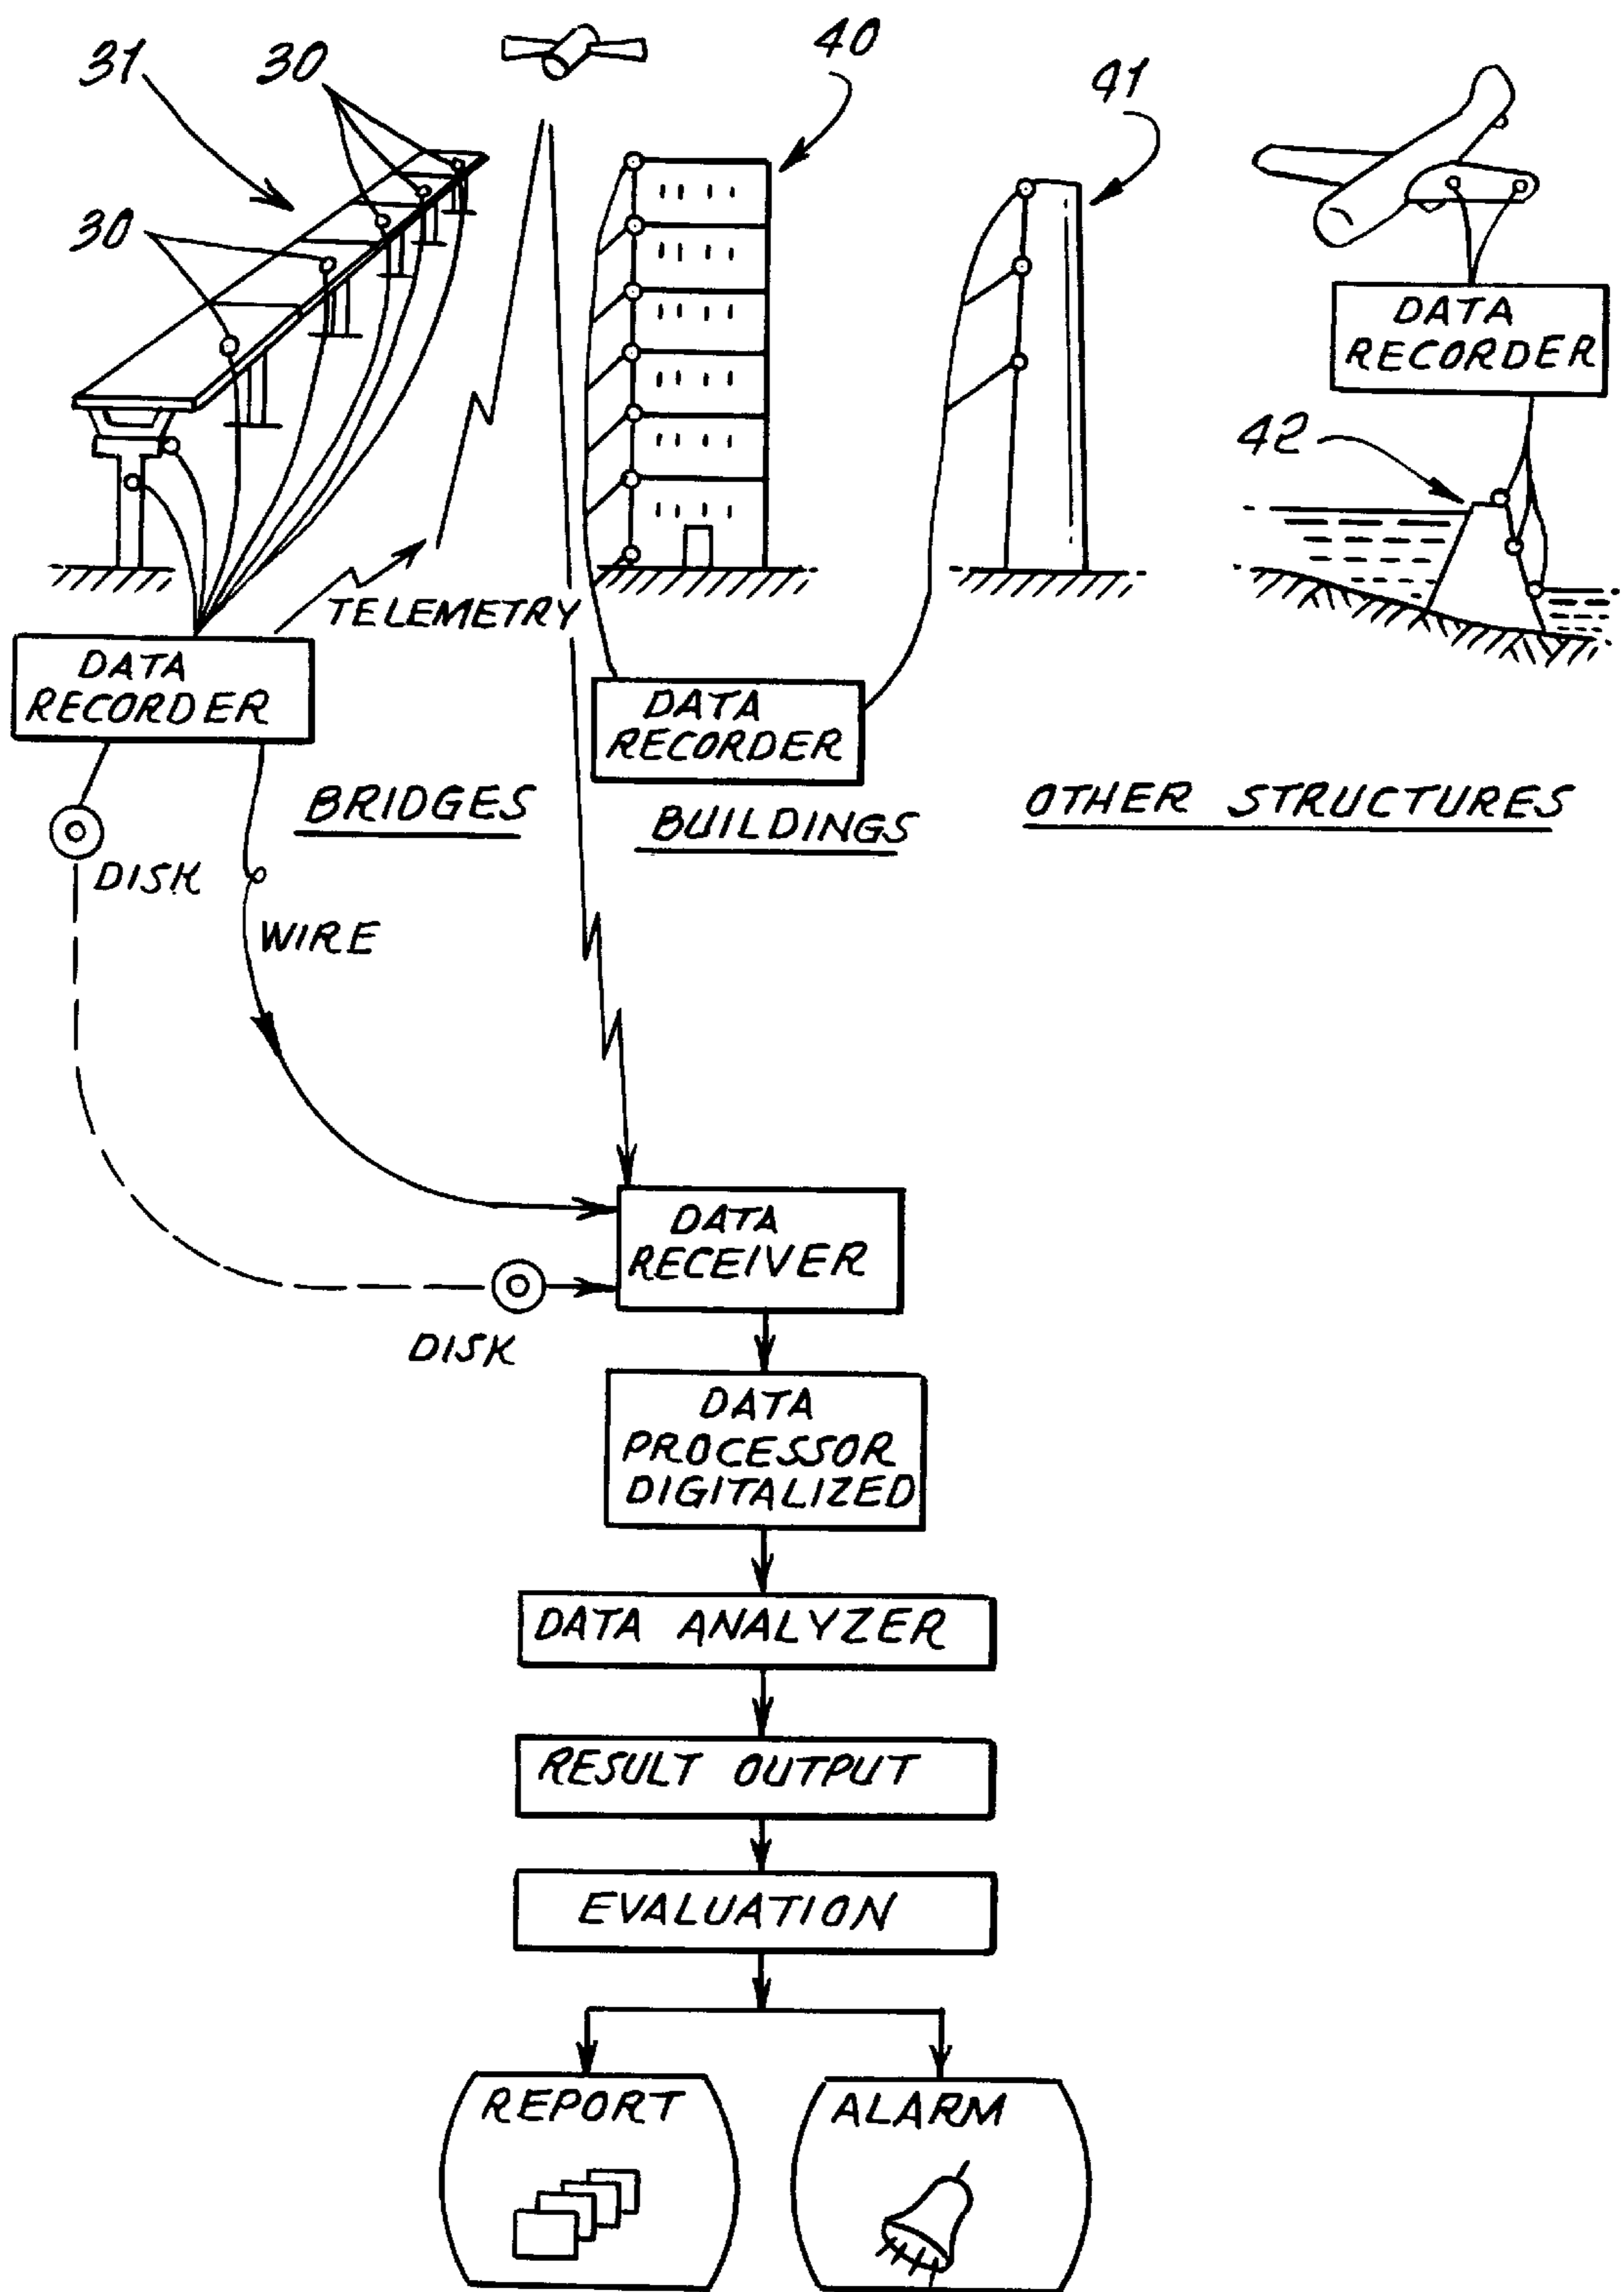 31
30
40
41
30
DATA
RECORDER
42
TELEMETRY
DATA
RECORDER
DATA
RECORDER
BRIDGES
BUILDINGS
OTHER STRUCTURES
DISK
WIRE
DATA
RECEIVER
DISK
DATA
PROCESSOR
DIGITALIZED
DATA ANALYZER
RESULT OUTPUT
EVALUATION
REPORT
ALARM